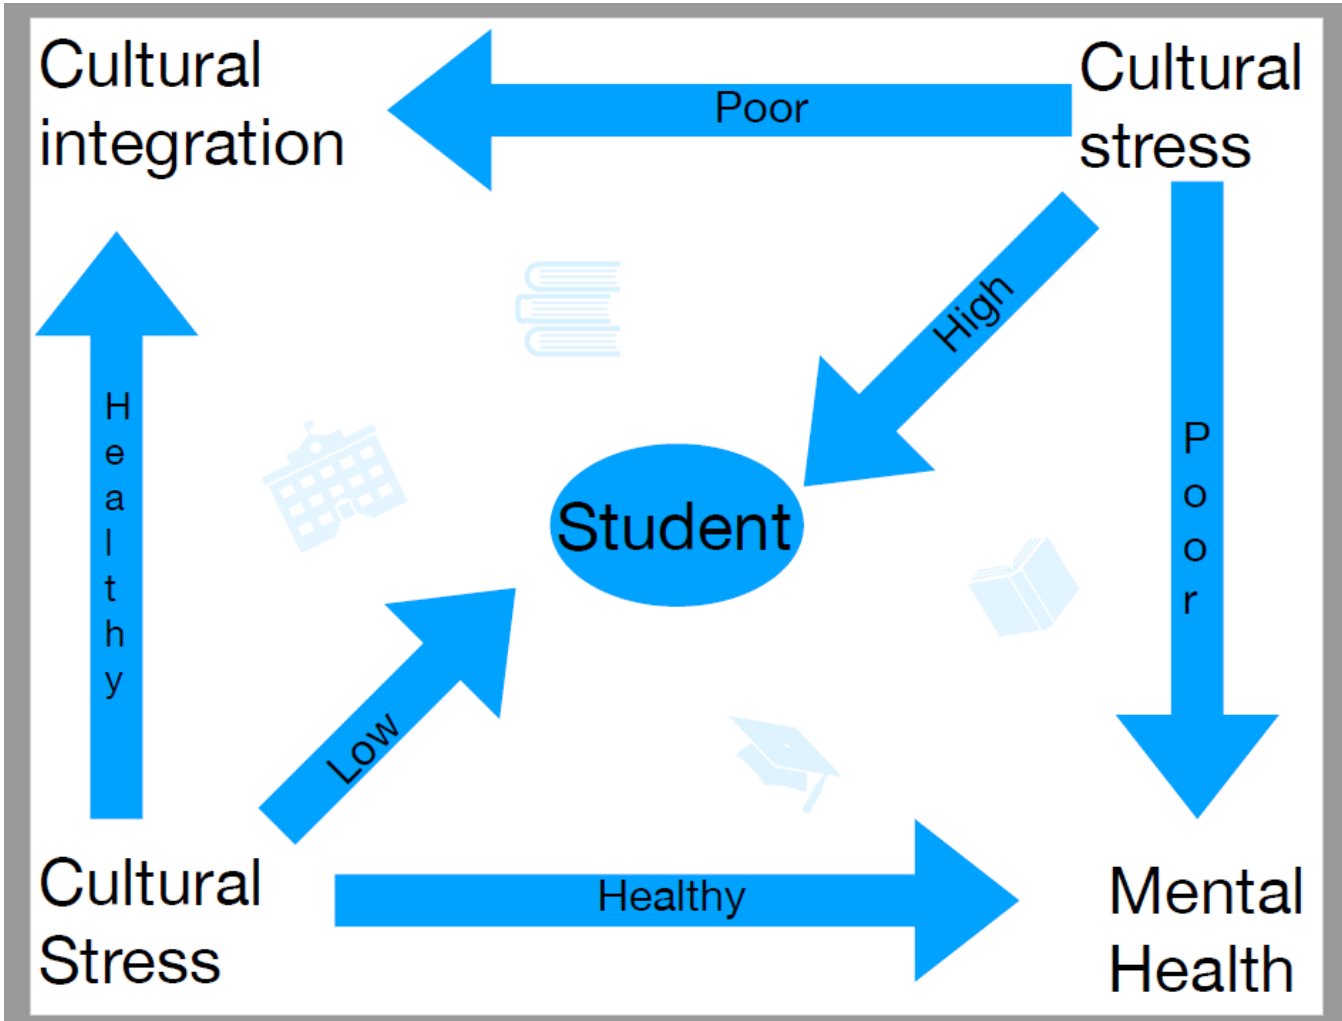 Cultural
integration
Poor
Cultural
stress
High
Healthy
Poor
Student
Low
Cultural
Stress
Healthy
Mental
Health